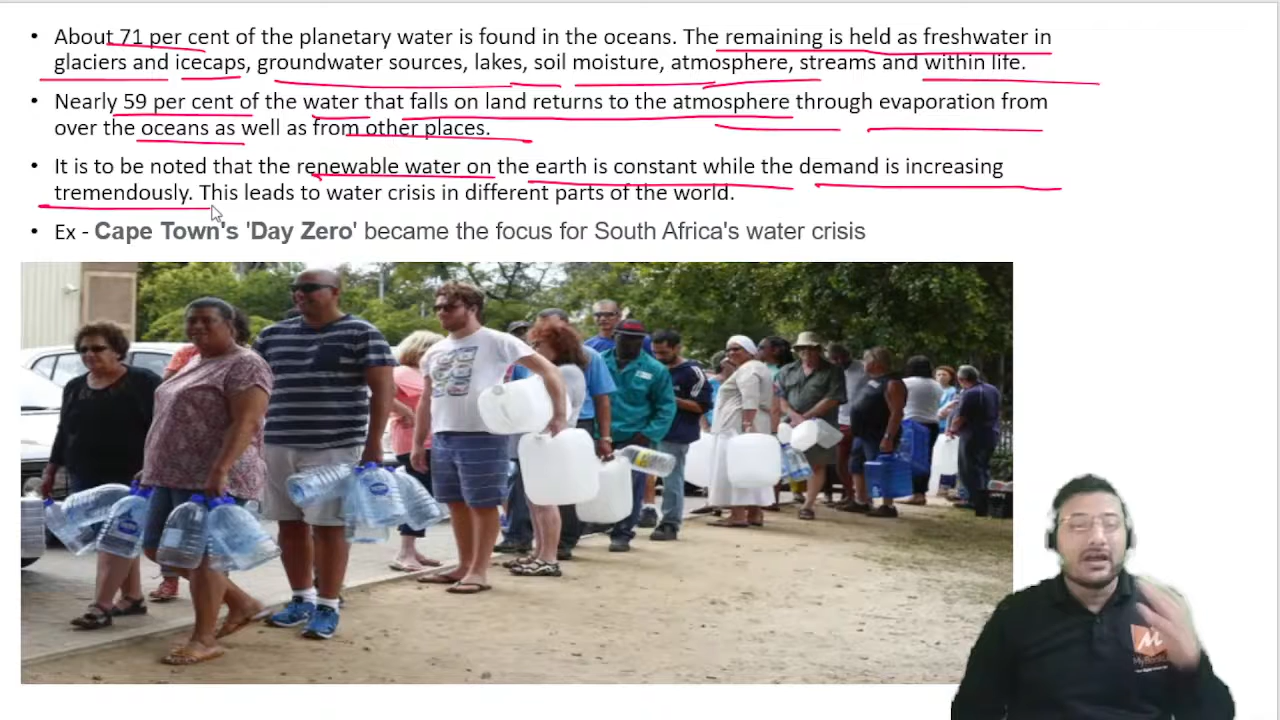 • About 71 per cent of the planetary water is found in the oceans. The remaining is held as freshwater in
glaciers and icecaps, groundwater sources, lakes, soil moisture, atmosphere, streams and within life.
• Nearly 59 per cent of the water that falls on land returns to the atmosphere through evaporation from
over the oceans as well as from other places.
• It is to be noted that the renewable water on the earth is constant while the demand is increasing
tremendously. This leads to water crisis in different parts of the world.
• Ex - Cape Town's 'Day Zero' became the focus for South Africa's water crisis